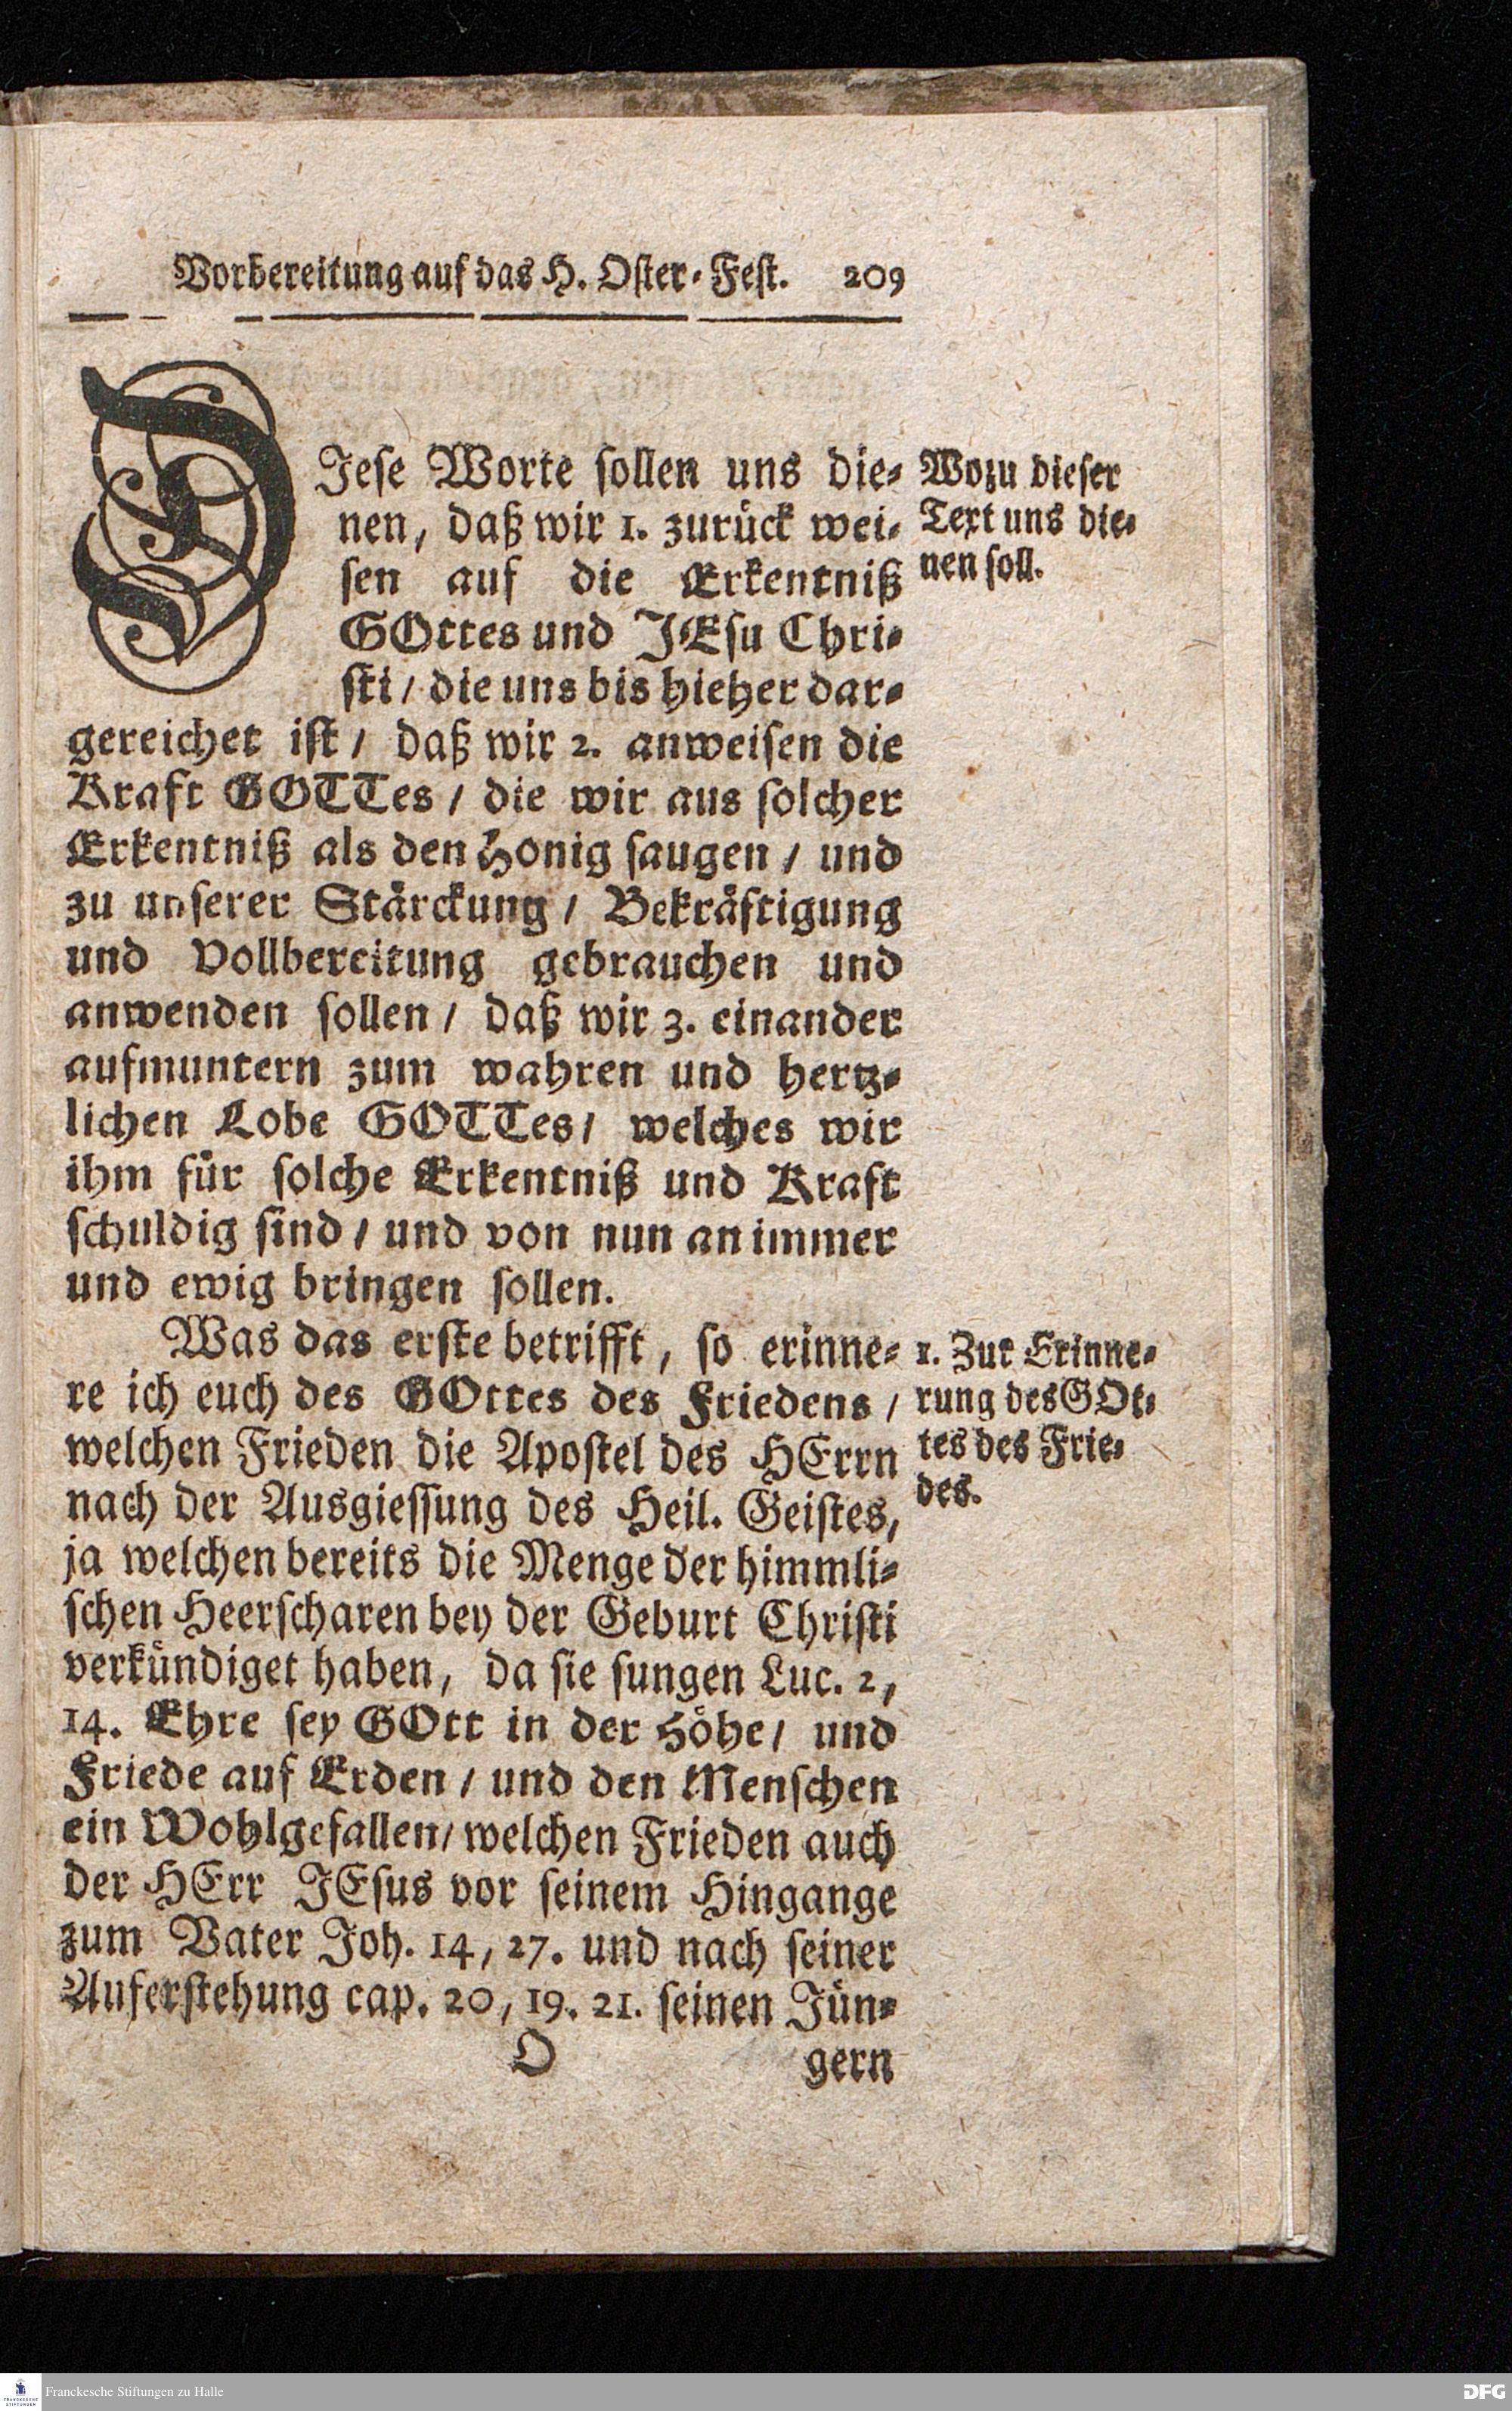 Vorbereitung auf das H. Oster-Fest. 209
DIese Worte sollen uns die-
nen, daß wir 1. zurück wei-
sen auf die Erkentniß
GOttes und JEsu Chri-
sti / die uns bis hieher dar-
gereichet ist / daß wir 2. anweisen die
Kraft GOTTes / die wir aus solcher
Erkentniß als den Honig saugen / und
zu unserer Stärckung / Bekräftigung
und Vollbereitung gebrauchen und
anwenden sollen / daß wir 3. einander
aufmuntern zum wahren und hertz-
lichen Lobe GOTTes / welches wir
ihm für solche Erkentniß und Kraft
schuldig sind / und von nun an immer
und ewig bringen sollen.
Was das erste betrifft, so erinne-
re ich euch des GOttes des Friedens /
welchen Frieden die Apostel des HErrn
nach der Ausgiessung des Heil. Geistes,
ja welchen bereits die Menge der himmli-
schen Heerscharen bey der Geburt Christi
verkündiget haben, da sie sungen Luc. 2,
14. Ehre sey GOtt in der Höhe / und
Friede auf Erden / und den Menschen
ein Wohlgefallen / welchen Frieden auch
der HErr JEsus vor seinem Hingange
zum Vater Joh. 14, 27. und nach seiner
Auferstehung cap. 20, 19. 21. seinen Jün-
O gern
Wozu dieser
Text uns die-
nen soll.
1. Zur Erinne-
rung des GOt-
tes des Frie-
des.
Franckesche Stiftungen zu Halle
DFG